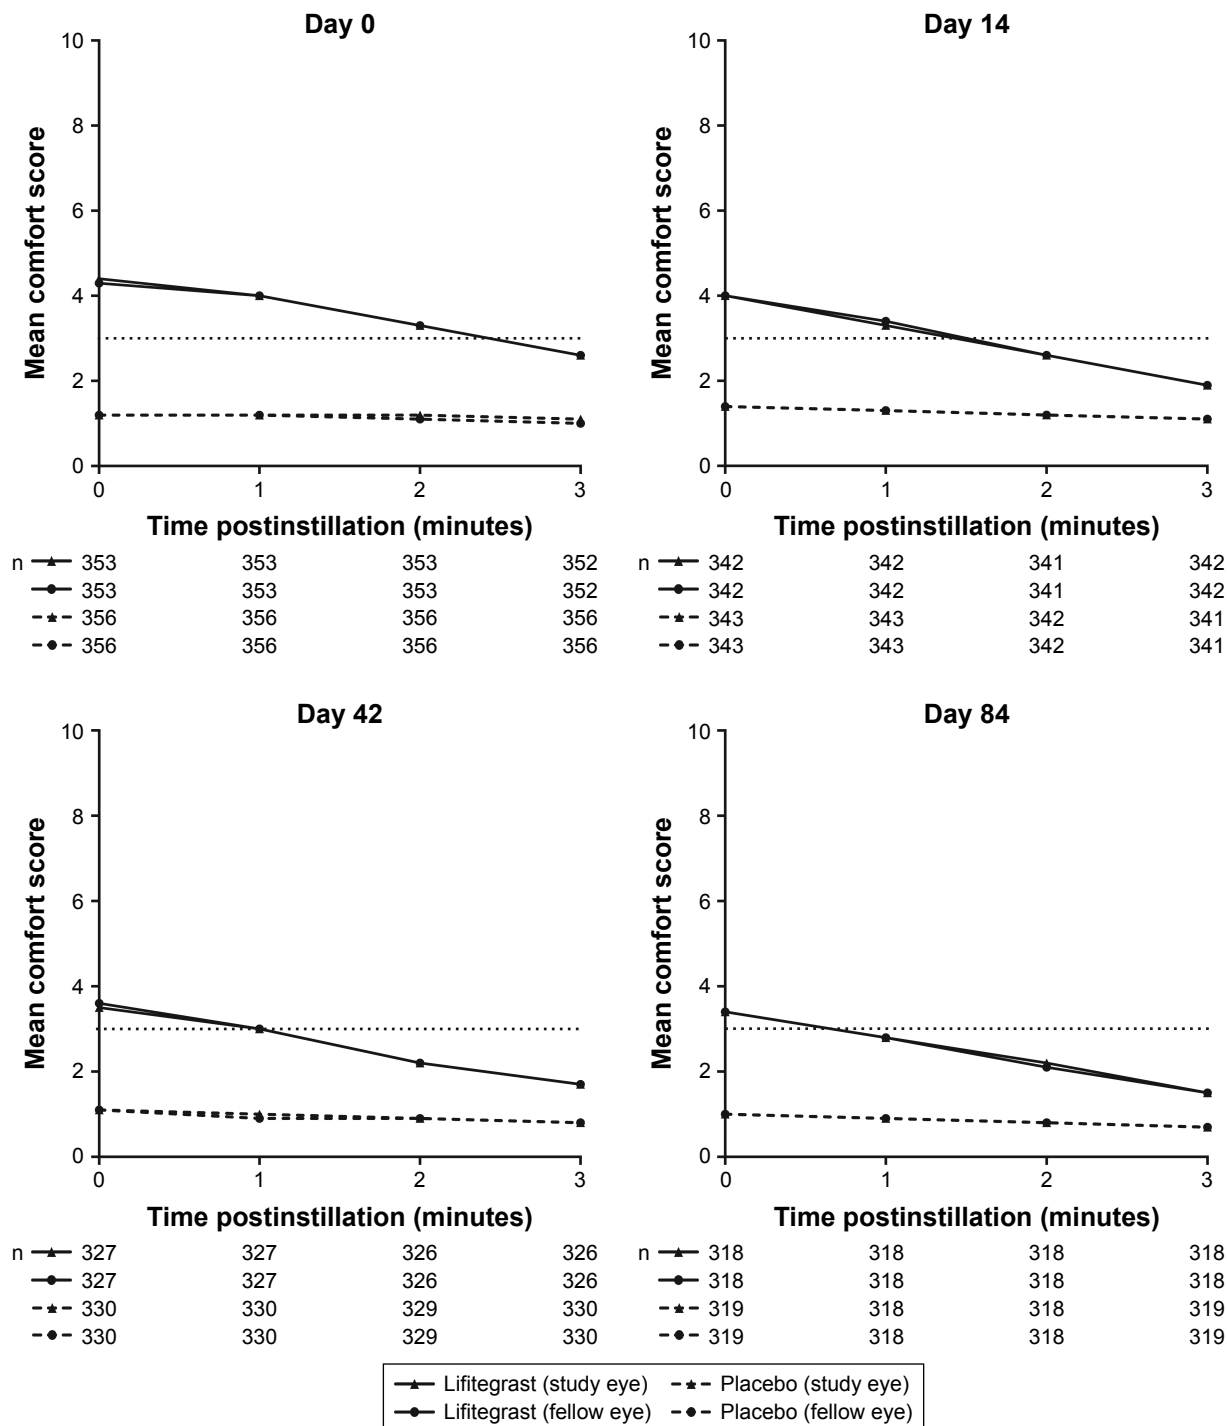 Day 0
10
8
6
4
2
0
Mean comfort score
0 1 2 3
Time postinstillation (minutes)
n 353 353 353 352
353 353 353 352
356 356 356 356
356 356 356 356
Day 14
10
8
6
4
2
0
Mean comfort score
0 1 2 3
Time postinstillation (minutes)
n 342 342 341 342
342 342 341 342
343 343 342 341
343 343 342 341
Day 42
10
8
6
4
2
0
Mean comfort score
0 1 2 3
Time postinstillation (minutes)
n 327 327 326 326
327 327 326 326
330 330 329 330
330 330 329 330
Day 84
10
8
6
4
2
0
Mean comfort score
0 1 2 3
Time postinstillation (minutes)
n 318 318 318 318
318 318 318 318
319 318 318 319
319 318 318 319
Lifitegrast (study eye) Placebo (study eye)
Lifitegrast (fellow eye) Placebo (fellow eye)